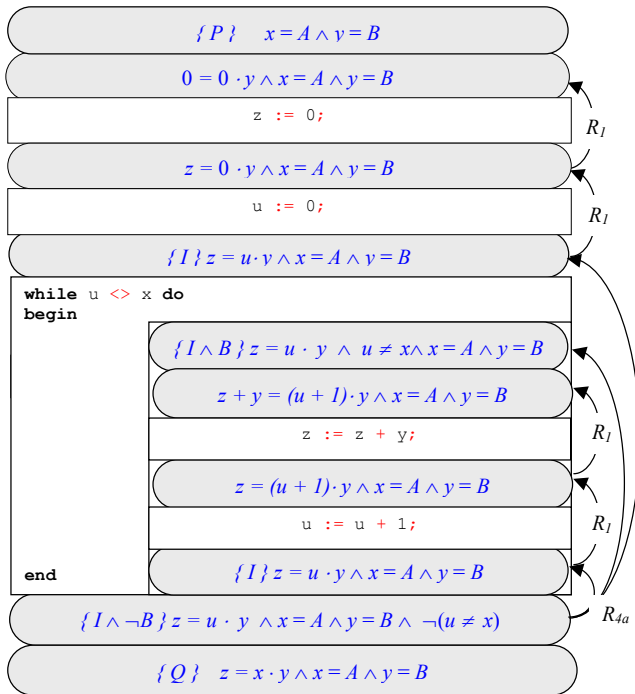 {P} x = A ∧ y = B
0 = 0 · y ∧ x = A ∧ y = B
z := 0;
R1
z = 0 · y ∧ x = A ∧ y = B
u := 0;
R1
{I} z = u · y ∧ x = A ∧ y = B
while u <> x do
begin
{I ∧ B} z = u · y ∧ u ≠ x ∧ x = A ∧ y = B
z + y = (u + 1) · y ∧ x = A ∧ y = B
z := z + y;
R1
z = (u + 1) · y ∧ x = A ∧ y = B
u := u + 1;
R1
end
{I} z = u · y ∧ x = A ∧ y = B
{I ∧ ¬B} z = u · y ∧ x = A ∧ y = B ∧ ¬(u ≠ x)
R4a
{Q} z = x · y ∧ x = A ∧ y = B